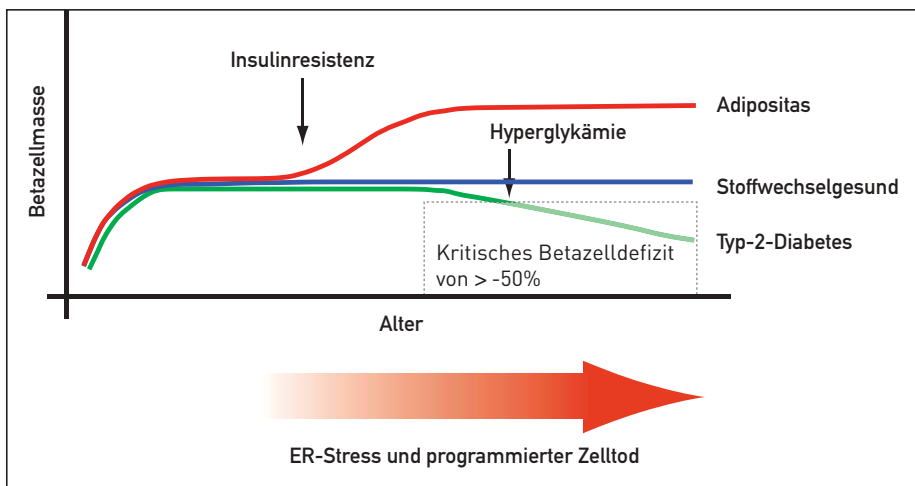 Insulinresistenz
Adipositas
Hyperglykämie
Betazellmasse
Stoffwechselgesund
Typ-2-Diabetes
Kritisches Betazelldefizit
von > -50%
Alter
ER-Stress und programmierter Zelltod